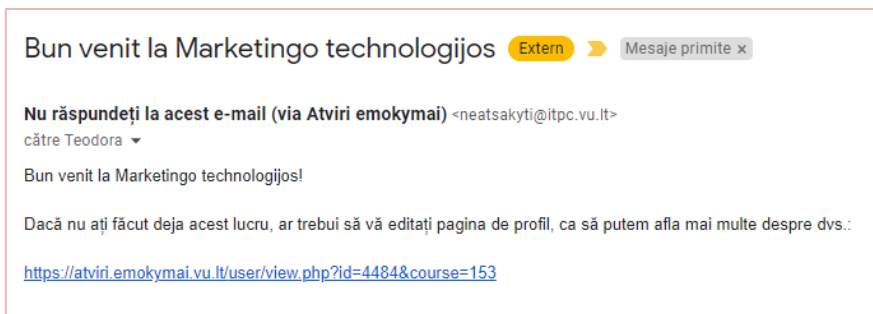 Bun venit la Marketingo technologijos Extern Mesaje primite x
Nu răspundeți la acest e-mail (via Atviri emokymai) <neatsakyti@itpc.vu.lt>
către Teodora
Bun venit la Marketingo technologijos!
Dacă nu ați făcut deja acest lucru, ar trebui să vă editați pagina de profil, ca să putem afla mai multe despre dvs.:
https://atviri.emokymai.vu.lt/user/view.php?id=4484&course=153